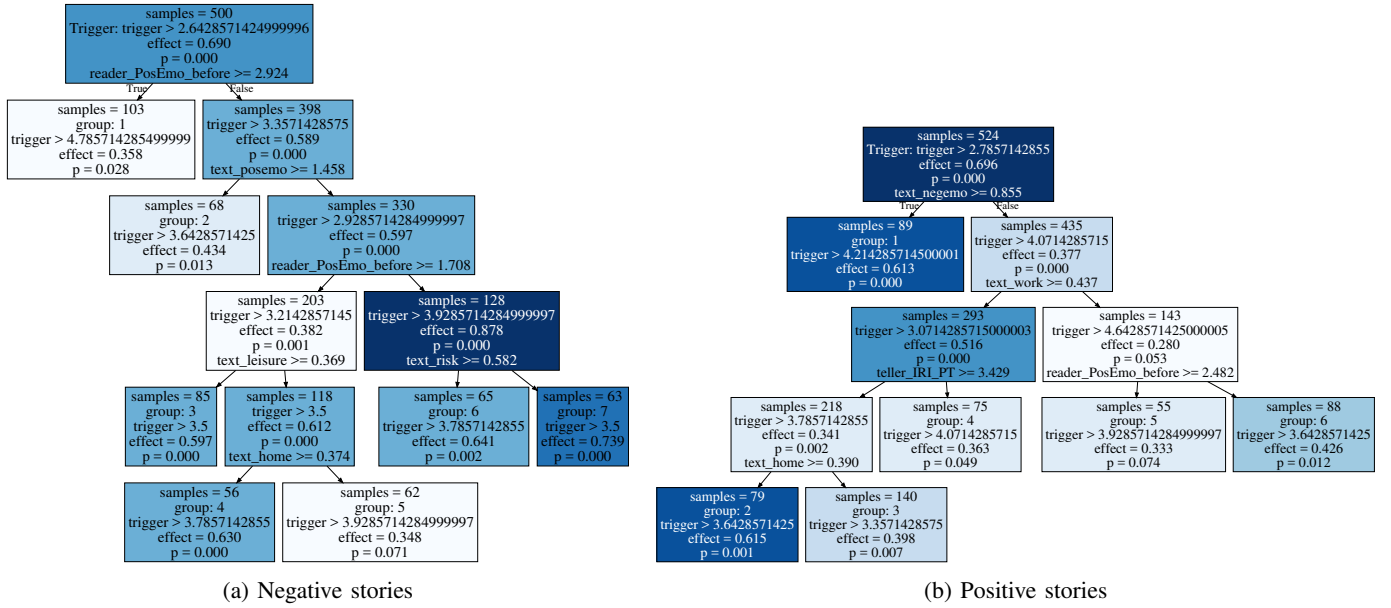 samples = 500
Trigger: trigger > 2.6428571424999996
effect = 0.690
p = 0.000
reader_PosEmo_before >= 2.924
True
False
samples = 103
group: 1
trigger > 4.785714285499999
effect = 0.358
p = 0.028
samples = 398
trigger > 3.3571428575
effect = 0.589
p = 0.000
text_posemo >= 1.458
samples = 68
group: 2
trigger > 3.6428571425
effect = 0.434
p = 0.013
samples = 330
trigger > 2.9285714284999997
effect = 0.597
p = 0.000
reader_PosEmo_before >= 1.708
samples = 203
trigger > 3.2142857145
effect = 0.382
p = 0.001
text_leisure >= 0.369
samples = 128
trigger > 3.9285714284999997
effect = 0.878
p = 0.000
text_risk >= 0.582
samples = 85
group: 3
trigger > 3.5
effect = 0.597
p = 0.000
samples = 118
trigger > 3.5
effect = 0.612
p = 0.000
text_home >= 0.374
samples = 65
group: 6
trigger > 3.7857142855
effect = 0.641
p = 0.002
samples = 63
group: 7
trigger > 3.5
effect = 0.739
p = 0.000
samples = 56
group: 4
trigger > 3.7857142855
effect = 0.630
p = 0.000
samples = 62
group: 5
trigger > 3.9285714284999997
effect = 0.348
p = 0.071
(a) Negative stories
samples = 524
Trigger: trigger > 2.7857142855
effect = 0.696
p = 0.000
text_negemo >= 0.855
True
False
samples = 89
group: 1
trigger > 4.214285714500001
effect = 0.613
p = 0.000
samples = 435
trigger > 4.0714285715
effect = 0.377
p = 0.000
text_work >= 0.437
samples = 293
trigger > 3.0714285715000003
effect = 0.516
p = 0.000
teller_IRI_PT >= 3.429
samples = 143
trigger > 4.6428571425000005
effect = 0.280
p = 0.053
reader_PosEmo_before >= 2.482
samples = 218
trigger > 3.7857142855
effect = 0.341
p = 0.002
text_home >= 0.390
samples = 75
group: 4
trigger > 4.0714285715
effect = 0.363
p = 0.049
samples = 55
group: 5
trigger > 3.9285714284999997
effect = 0.333
p = 0.074
samples = 88
group: 6
trigger > 3.6428571425
effect = 0.426
p = 0.012
samples = 79
group: 2
trigger > 3.6428571425
effect = 0.615
p = 0.001
samples = 140
group: 3
trigger > 3.3571428575
effect = 0.398
p = 0.007
(b) Positive stories